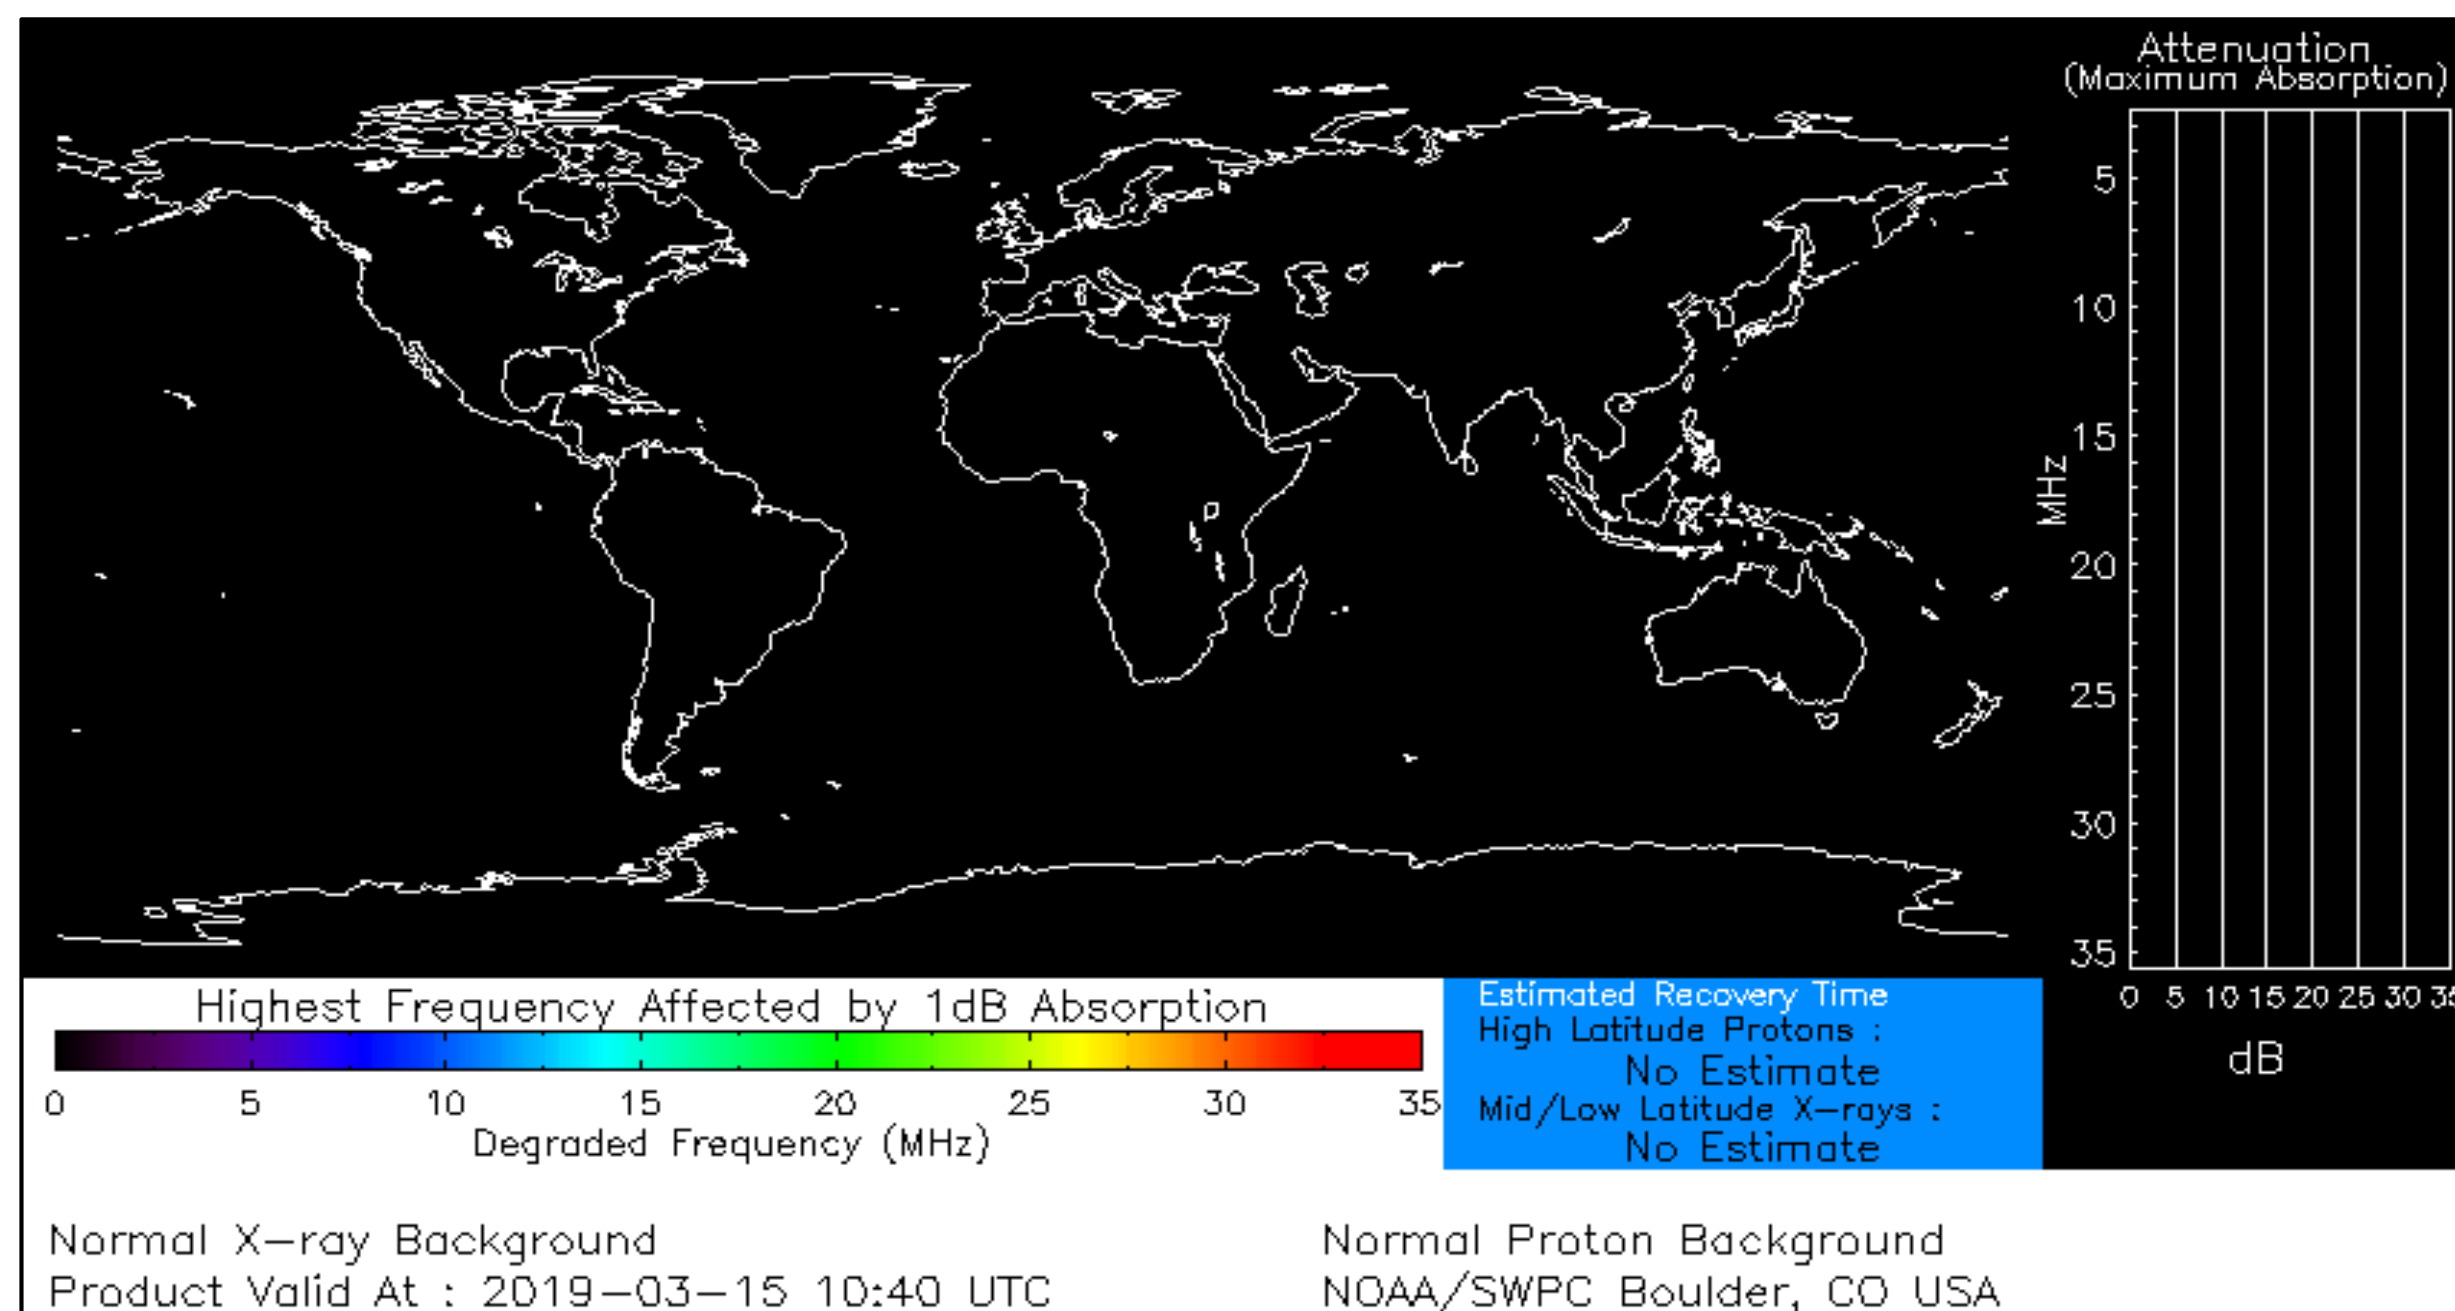 Attenuation
(Maximum Absorption)
5
10
15
20
25
30
35
MHz
0 5 10 15 20 25 30
dB
Highest Frequency Affected by 1dB Absorption
0 5 10 15 20 25 30 35
Degraded Frequency (MHz)
Estimated Recovery Time
High Latitude Protons :
No Estimate
Mid/Low Latitude X-rays :
No Estimate
Normal X-ray Background
Normal Proton Background
Product Valid At : 2019-03-15 10:40 UTC
NOAA/SWPC Boulder, CO USA